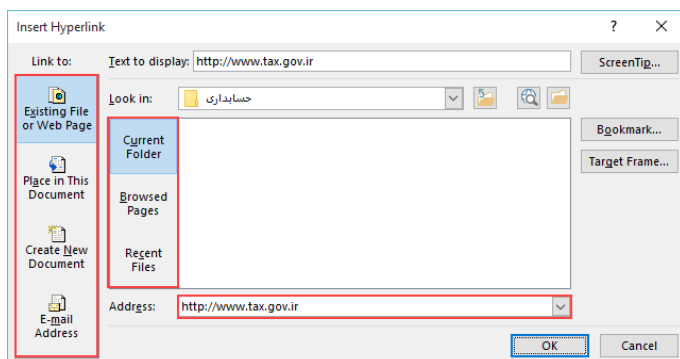 Insert Hyperlink
? X
Link to:
Text to display: http://www.tax.gov.ir
ScreenTip...
Existing File
or Web Page
Look in:
حسابداری
Bookmark...
Current
Folder
Target Frame...
Place in This
Document
Browsed
Pages
Create New
Document
Recent
Files
Address: http://www.tax.gov.ir
E-mail
Address
OK
Cancel